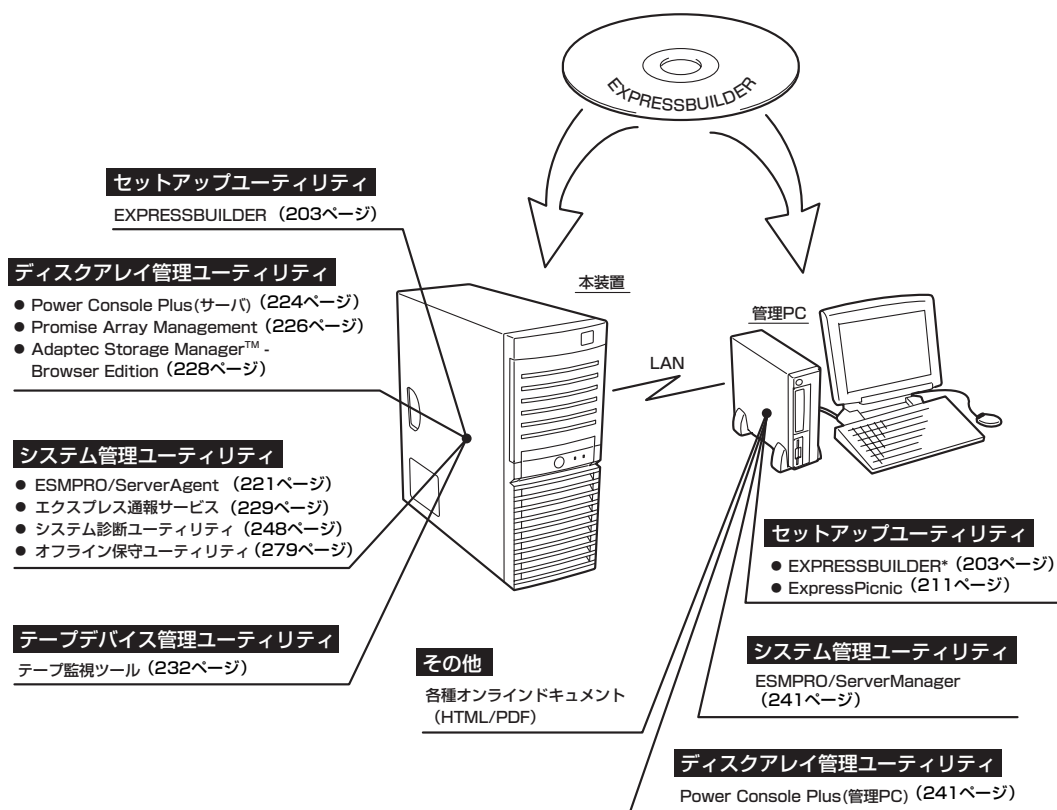 EXPRESSBUILDER
セットアップユーティリティ
EXPRESSBUILDER（203ページ）
ディスクアレイ管理ユーティリティ
● Power Console Plus(サーバ)（224ページ）
● Promise Array Management（226ページ）
● Adaptec Storage Manager™ -
Browser Edition（228ページ）
システム管理ユーティリティ
● ESMPRO/ServerAgent（221ページ）
● エクスプレス通報サービス（229ページ）
● システム診断ユーティリティ（248ページ）
● オフライン保守ユーティリティ（279ページ）
テープデバイス管理ユーティリティ
テープ監視ツール（232ページ）
本装置
LAN
管理PC
セットアップユーティリティ
● EXPRESSBUILDER*（203ページ）
● ExpressPicnic（211ページ）
システム管理ユーティリティ
ESMPRO/ServerManager
（241ページ）
その他
各種オンラインドキュメント
（HTML/PDF）
ディスクアレイ管理ユーティリティ
Power Console Plus(管理PC)（241ページ）